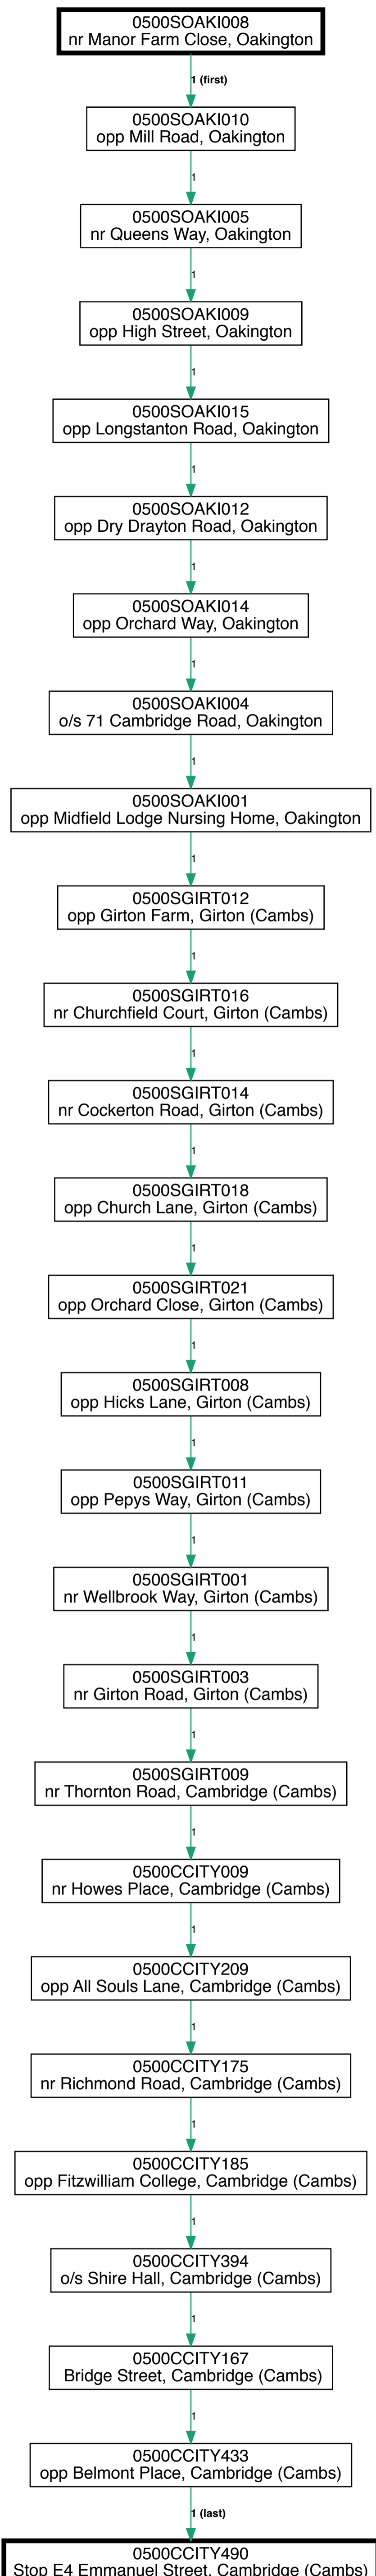 0500SOAKI008
nr Manor Farm Close, Oakington
1 (first)
0500SOAKI010
opp Mill Road, Oakington
1
0500SOAKI005
nr Queens Way, Oakington
1
0500SOAKI009
opp High Street, Oakington
1
0500SOAKI015
opp Longstanton Road, Oakington
1
0500SOAKI012
opp Dry Drayton Road, Oakington
1
0500SOAKI014
opp Orchard Way, Oakington
1
0500SOAKI004
o/s 71 Cambridge Road, Oakington
1
0500SOAKI001
opp Midfield Lodge Nursing Home, Oakington
1
0500SGIRT012
opp Girton Farm, Girton (Cambs)
1
0500SGIRT016
nr Churchfield Court, Girton (Cambs)
1
0500SGIRT014
nr Cockerton Road, Girton (Cambs)
1
0500SGIRT018
opp Church Lane, Girton (Cambs)
1
0500SGIRT021
opp Orchard Close, Girton (Cambs)
1
0500SGIRT008
opp Hicks Lane, Girton (Cambs)
1
0500SGIRT011
opp Pepys Way, Girton (Cambs)
1
0500SGIRT001
nr Wellbrook Way, Girton (Cambs)
1
0500SGIRT003
nr Girton Road, Girton (Cambs)
1
0500SGIRT009
nr Thornton Road, Cambridge (Cambs)
1
0500CCITY009
nr Howes Place, Cambridge (Cambs)
1
0500CCITY209
opp All Souls Lane, Cambridge (Cambs)
1
0500CCITY175
nr Richmond Road, Cambridge (Cambs)
1
0500CCITY185
opp Fitzwilliam College, Cambridge (Cambs)
1
0500CCITY394
o/s Shire Hall, Cambridge (Cambs)
1
0500CCITY167
Bridge Street, Cambridge (Cambs)
1
0500CCITY433
opp Belmont Place, Cambridge (Cambs)
1 (last)
0500CCITY490
Stop E4 Emmanuel Street, Cambridge (Cambs)